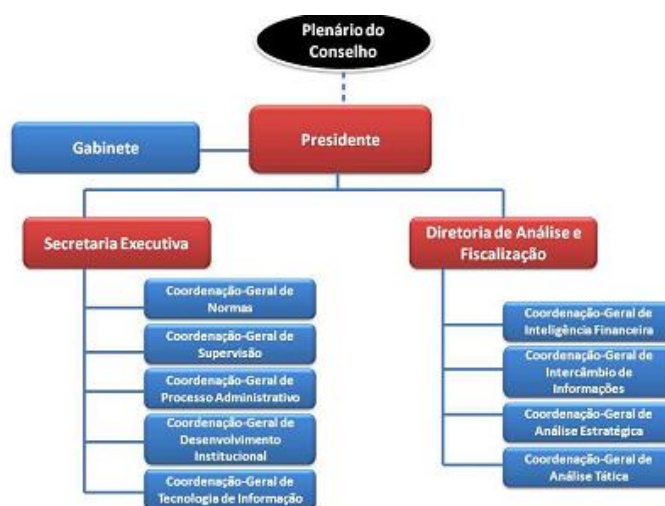 Plenário do
Conselho
Presidente
Gabinete
Secretaria Executiva
Diretoria de Análise e
Fiscalização
Coordenação-Geral de
Normas
Coordenação-Geral de
Supervisão
Coordenação-Geral de
Processo Administrativo
Coordenação-Geral de
Desenvolvimento
Institucional
Coordenação-Geral de
Tecnologia de Informação
Coordenação-Geral de
Inteligência Financeira
Coordenação-Geral de
Intercâmbio de
Informações
Coordenação-Geral de
Análise Estratégica
Coordenação-Geral de
Análise Tática